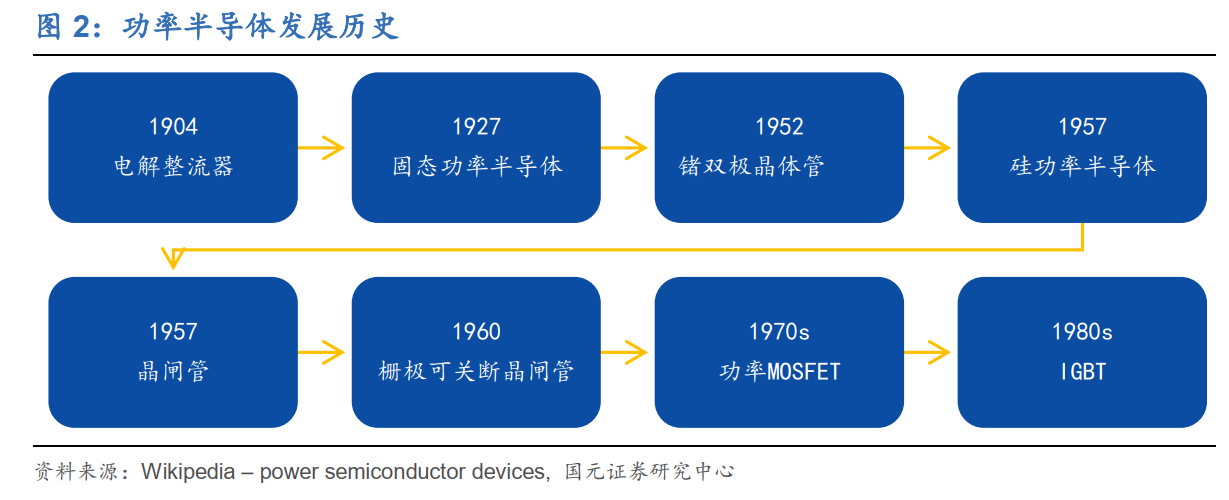 图 2：功率半导体发展历史
1904
电解整流器
1927
固态功率半导体
1952
锗双极晶体管
1957
硅功率半导体
1957
晶闸管
1960
栅极可关断晶闸管
1970s
功率MOSFET
1980s
IGBT
资料来源：Wikipedia – power semiconductor devices, 国元证券研究中心